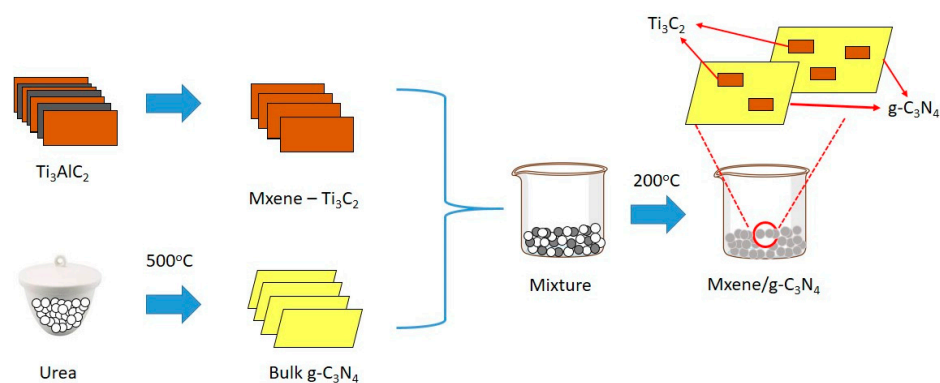 Ti₃C₂
g-C₃N₄
Ti₃AlC₂
Mxene – Ti₃C₂
200°C
500°C
Mixture
Mxene/g-C₃N₄
Urea
Bulk g-C₃N₄